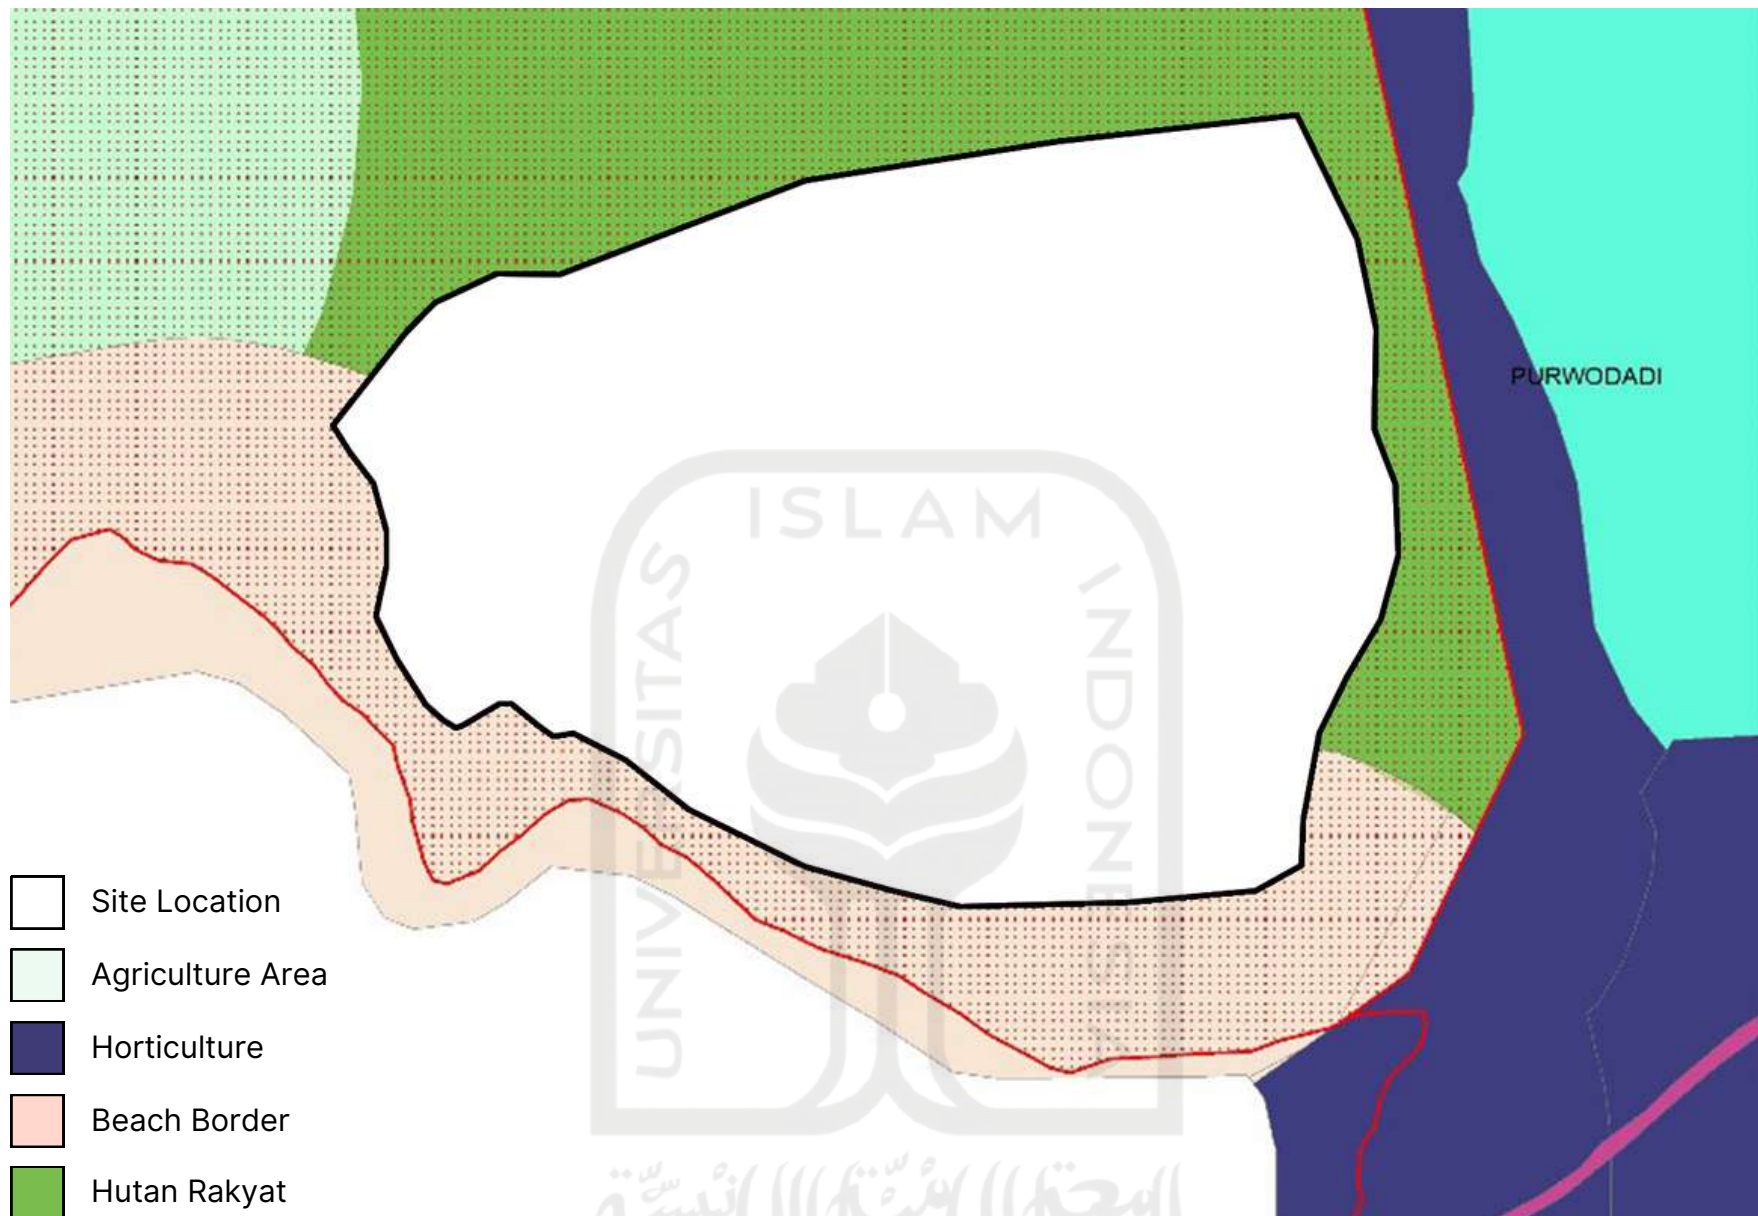 PURWODADI
ISLAM
UNIVERSITAS
INDONESIA
Site Location
Agriculture Area
Horticulture
Beach Border
Hutan Rakyat